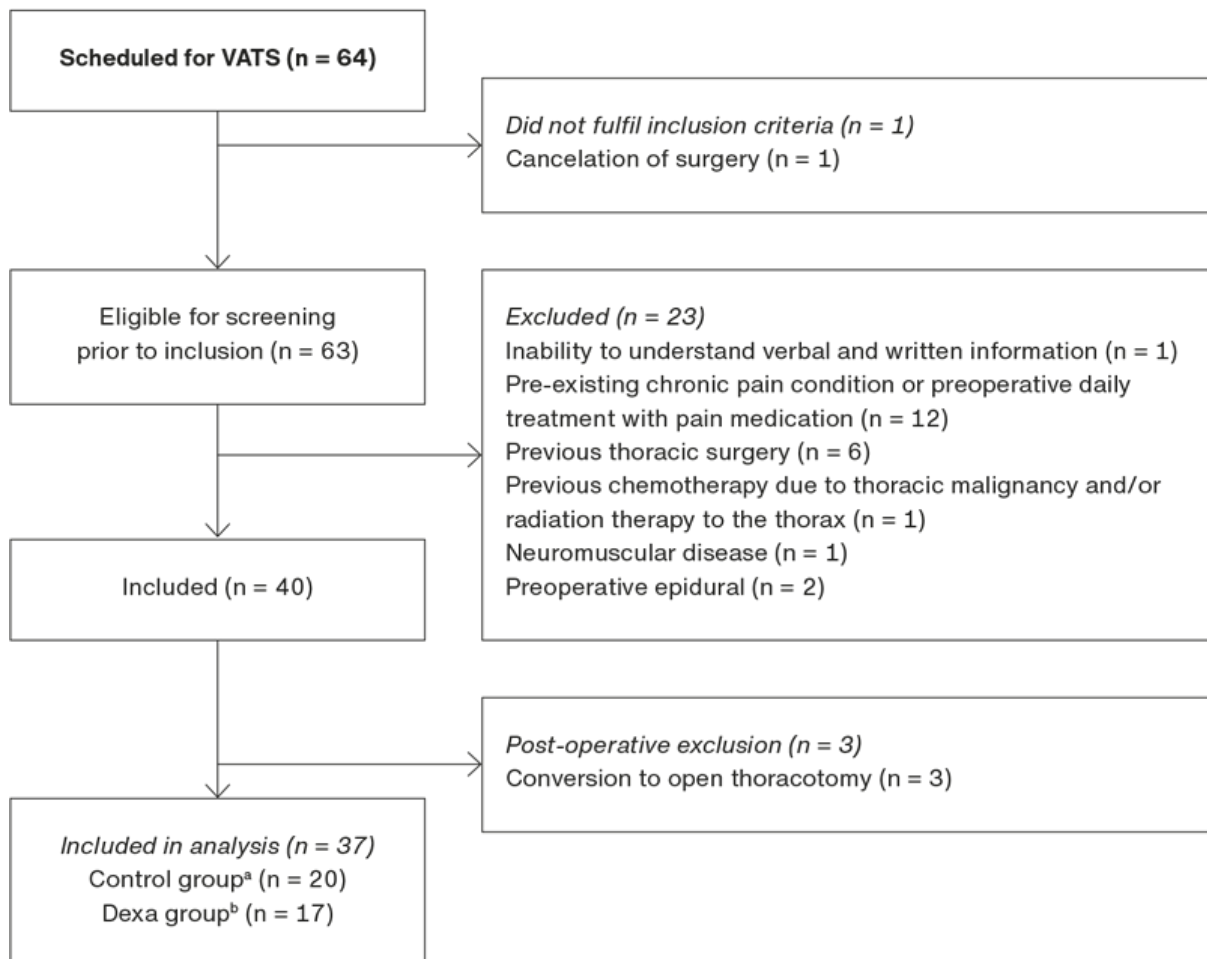 Scheduled for VATS (n = 64)
Did not fulfil inclusion criteria (n = 1)
Cancelation of surgery (n = 1)
Eligible for screening
prior to inclusion (n = 63)
Excluded (n = 23)
Inability to understand verbal and written information (n = 1)
Pre-existing chronic pain condition or preoperative daily
treatment with pain medication (n = 12)
Previous thoracic surgery (n = 6)
Previous chemotherapy due to thoracic malignancy and/or
radiation therapy to the thorax (n = 1)
Neuromuscular disease (n = 1)
Preoperative epidural (n = 2)
Included (n = 40)
Post-operative exclusion (n = 3)
Conversion to open thoracotomy (n = 3)
Included in analysis (n = 37)
Control groupᵃ (n = 20)
Dexa groupᵇ (n = 17)